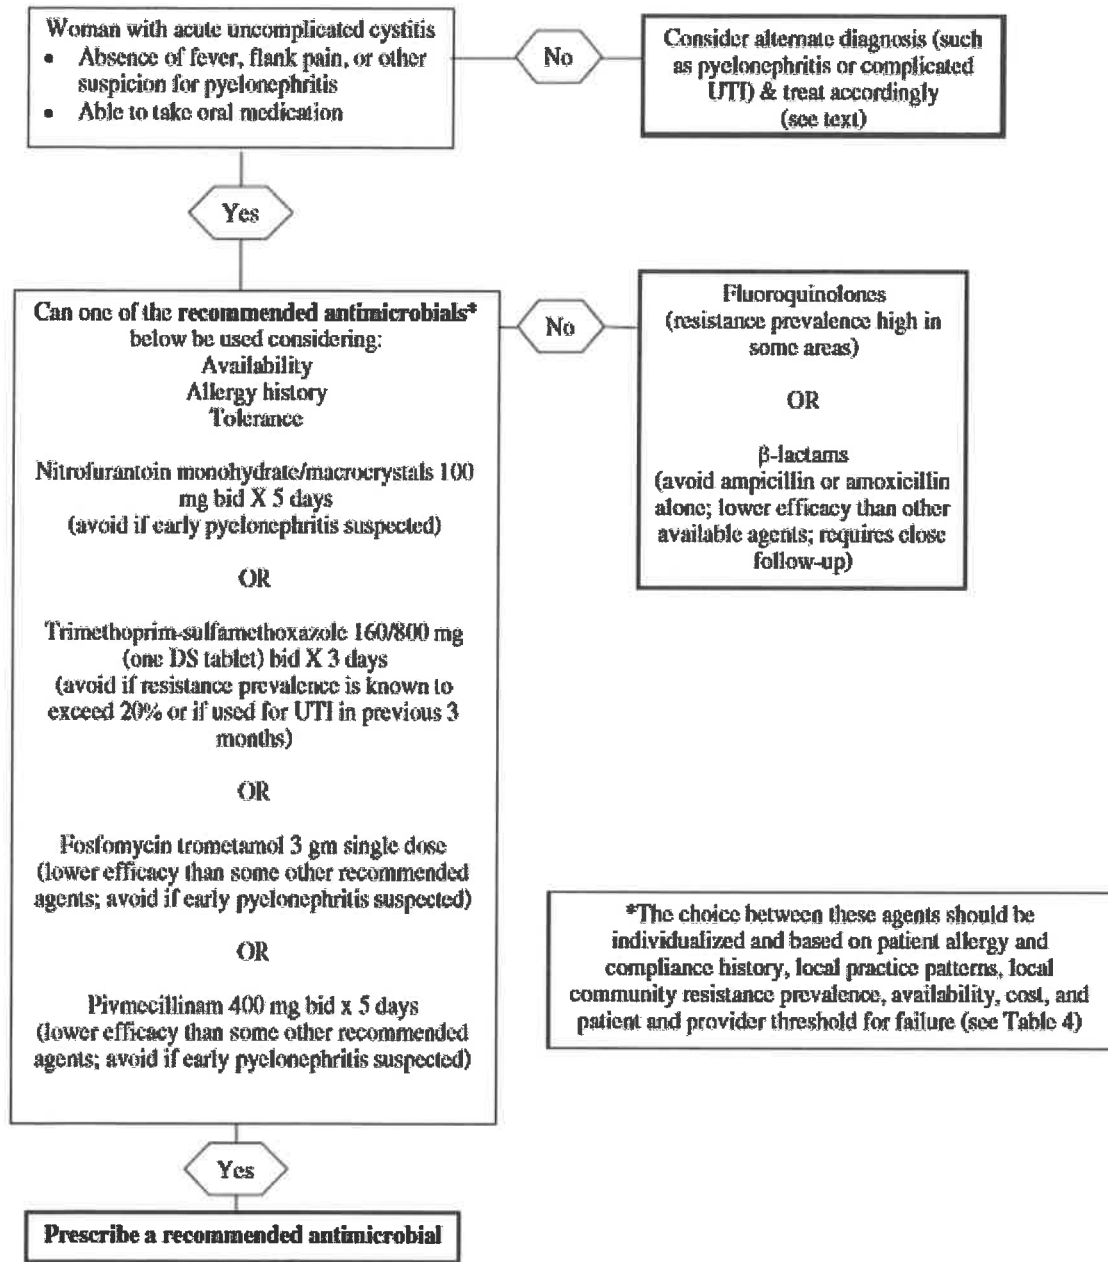 Woman with acute uncomplicated cystitis
• Absence of fever, flank pain, or other
suspicion for pyelonephritis
• Able to take oral medication
No
Consider alternate diagnosis (such
as pyelonephritis or complicated
UTI) & treat accordingly
(see text)
Yes
Can one of the recommended antimicrobials*
below be used considering:
Availability
Allergy history
Tolerance
Nitrofurantoin monohydrate/macrocrystals 100
mg bid X 5 days
(avoid if early pyelonephritis suspected)
OR
Trimethoprim-sulfamethoxazole 160/800 mg
(one DS tablet) bid X 3 days
(avoid if resistance prevalence is known to
exceed 20% or if used for UTI in previous 3
months)
OR
Fosfomycin trometamol 3 gm single dose
(lower efficacy than some other recommended
agents; avoid if early pyelonephritis suspected)
OR
Pivmecillinam 400 mg bid x 5 days
(lower efficacy than some other recommended
agents; avoid if early pyelonephritis suspected)
No
Fluoroquinolones
(resistance prevalence high in
some areas)
OR
β-lactams
(avoid ampicillin or amoxicillin
alone; lower efficacy than other
available agents; requires close
follow-up)
*The choice between these agents should be
individualized and based on patient allergy and
compliance history, local practice patterns, local
community resistance prevalence, availability, cost, and
patient and provider threshold for failure (see Table 4)
Yes
Prescribe a recommended antimicrobial